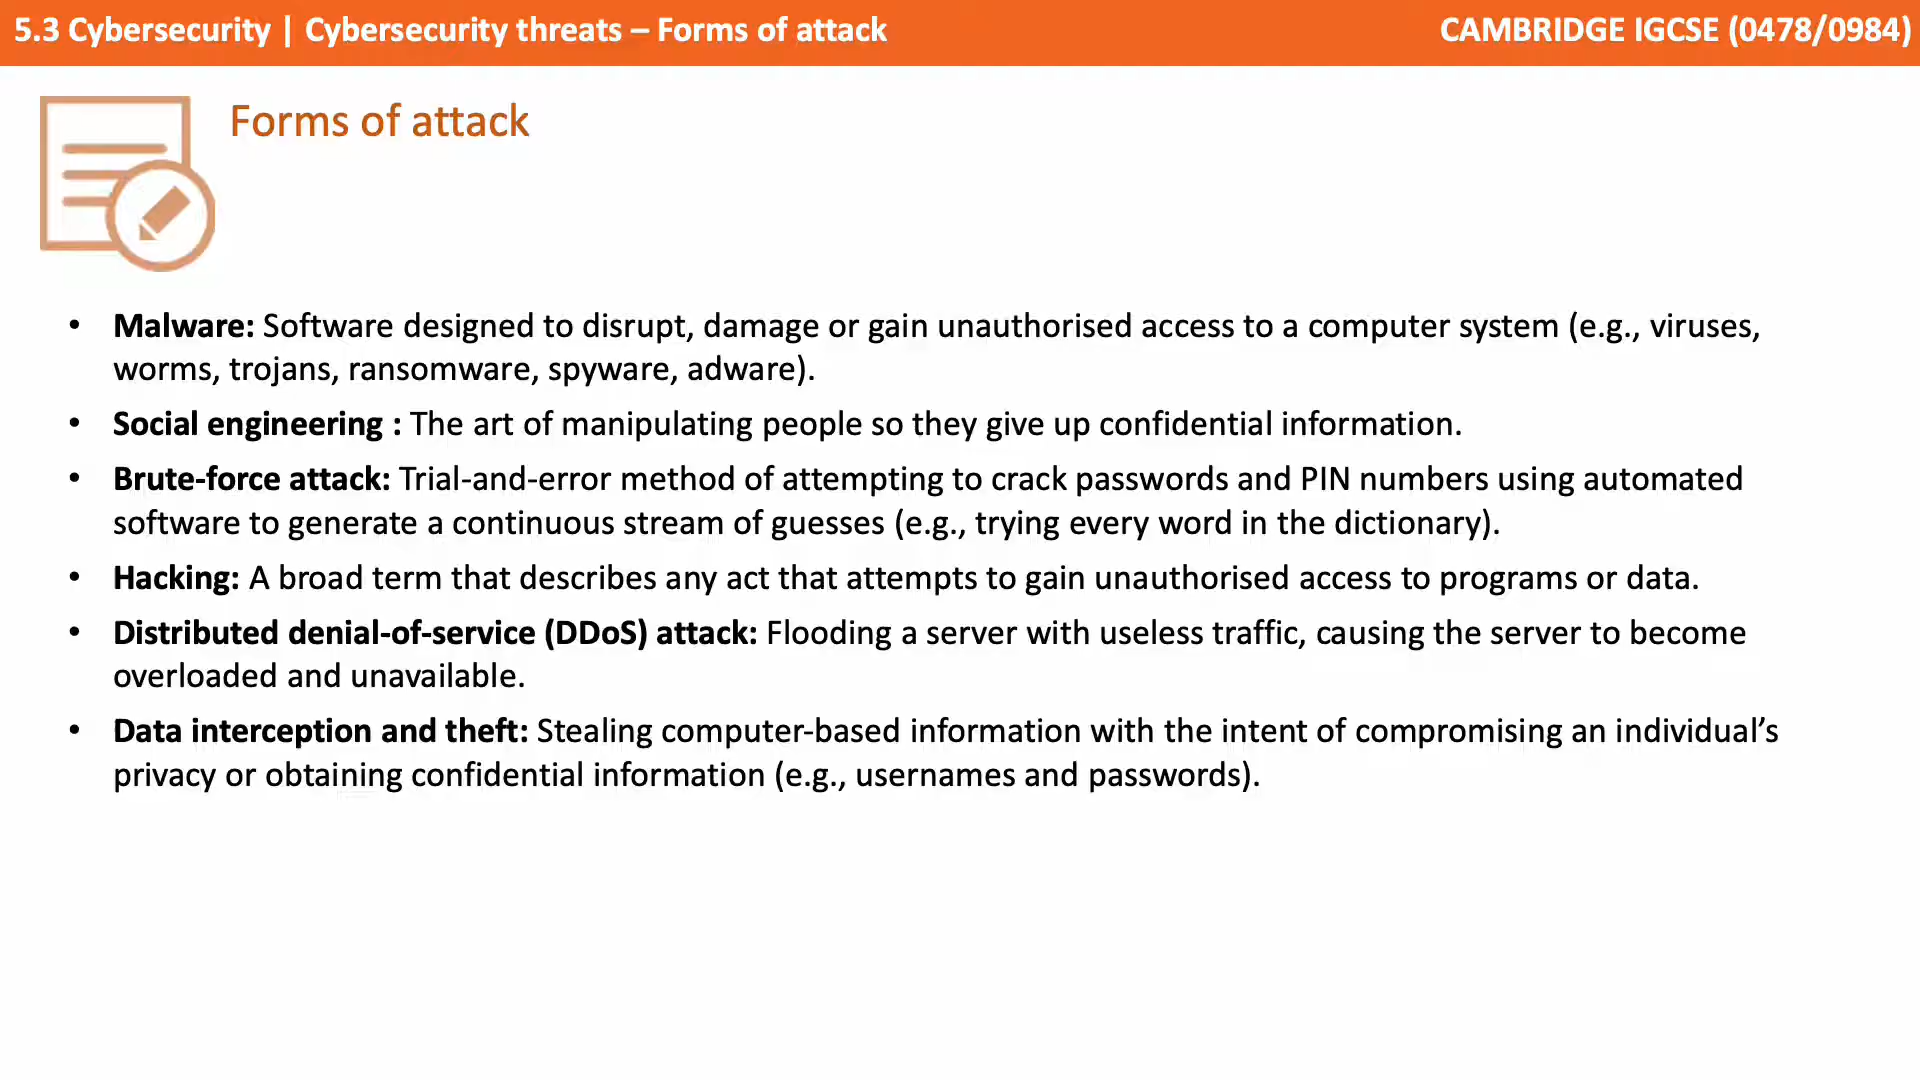 5.3 Cybersecurity | Cybersecurity threats – Forms of attack
CAMBRIDGE IGCSE (0478/0984)
Forms of attack
• Malware: Software designed to disrupt, damage or gain unauthorised access to a computer system (e.g., viruses,
worms, trojans, ransomware, spyware, adware).
• Social engineering : The art of manipulating people so they give up confidential information.
• Brute-force attack: Trial-and-error method of attempting to crack passwords and PIN numbers using automated
software to generate a continuous stream of guesses (e.g., trying every word in the dictionary).
• Hacking: A broad term that describes any act that attempts to gain unauthorised access to programs or data.
• Distributed denial-of-service (DDoS) attack: Flooding a server with useless traffic, causing the server to become
overloaded and unavailable.
• Data interception and theft: Stealing computer-based information with the intent of compromising an individual’s
privacy or obtaining confidential information (e.g., usernames and passwords).